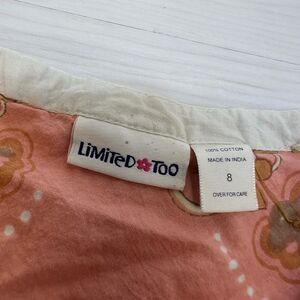 LiMiTeD TOO
100% COTTON
MADE IN INDIA
8
OVER FOR CARE